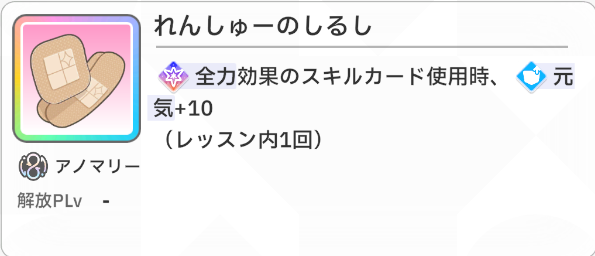 れんしゅーのしるし
全力効果のスキルカード使用時、元
気+10
（レッスン内1回）
アノマリー
解放PLv -